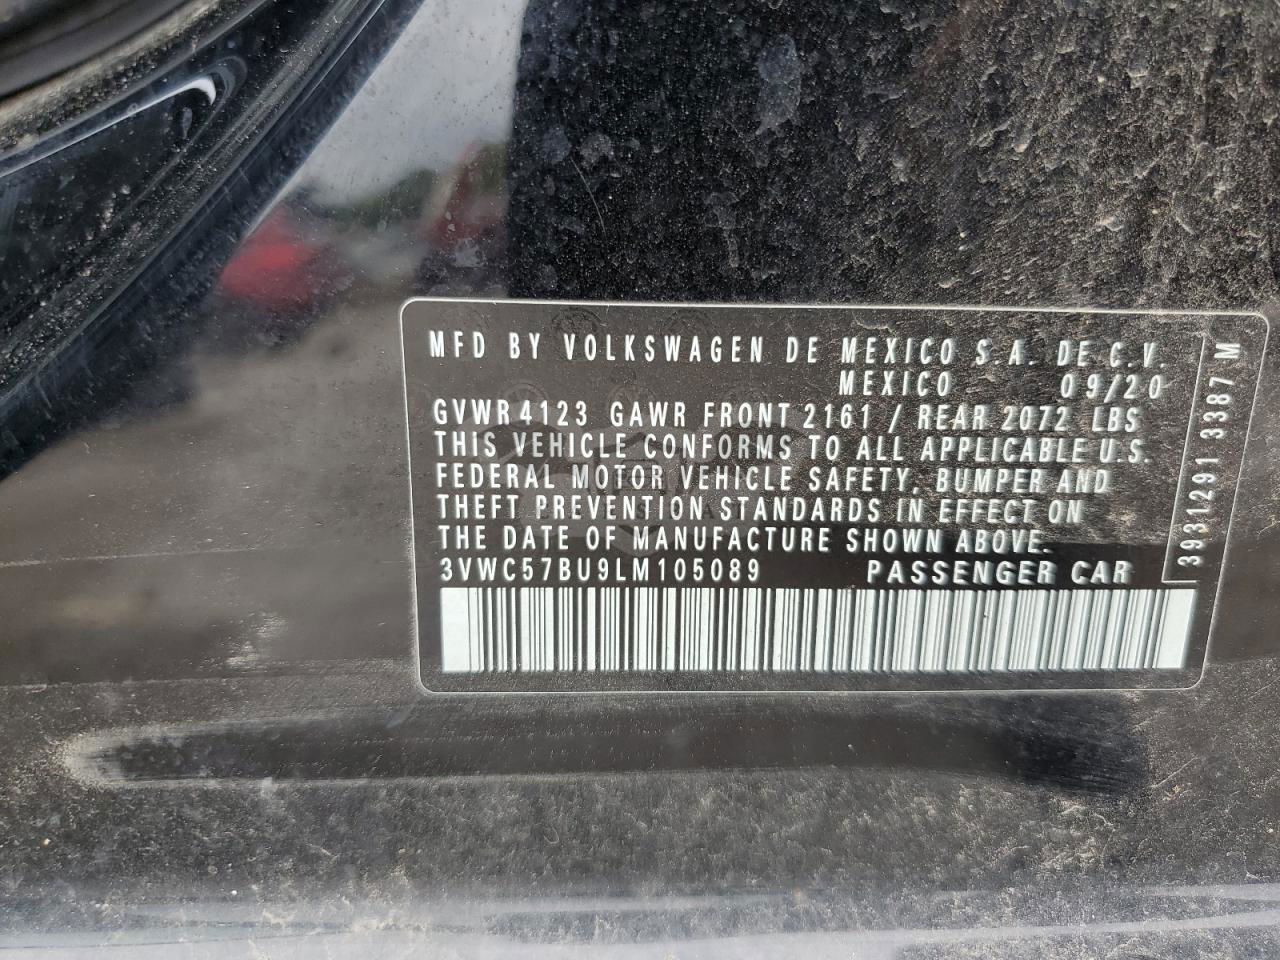 MFD BY VOLKSWAGEN DE MEXICO S.A. DE C.V.
MEXICO 09/20
GVWR 4123 GAWR FRONT 2161 / REAR 2072 LBS
THIS VEHICLE CONFORMS TO ALL APPLICABLE U.S.
FEDERAL MOTOR VEHICLE SAFETY, BUMPER AND
THEFT PREVENTION STANDARDS IN EFFECT ON
THE DATE OF MANUFACTURE SHOWN ABOVE.
3VWC57BU9LM105089 PASSENGER CAR
3931291 3387 M